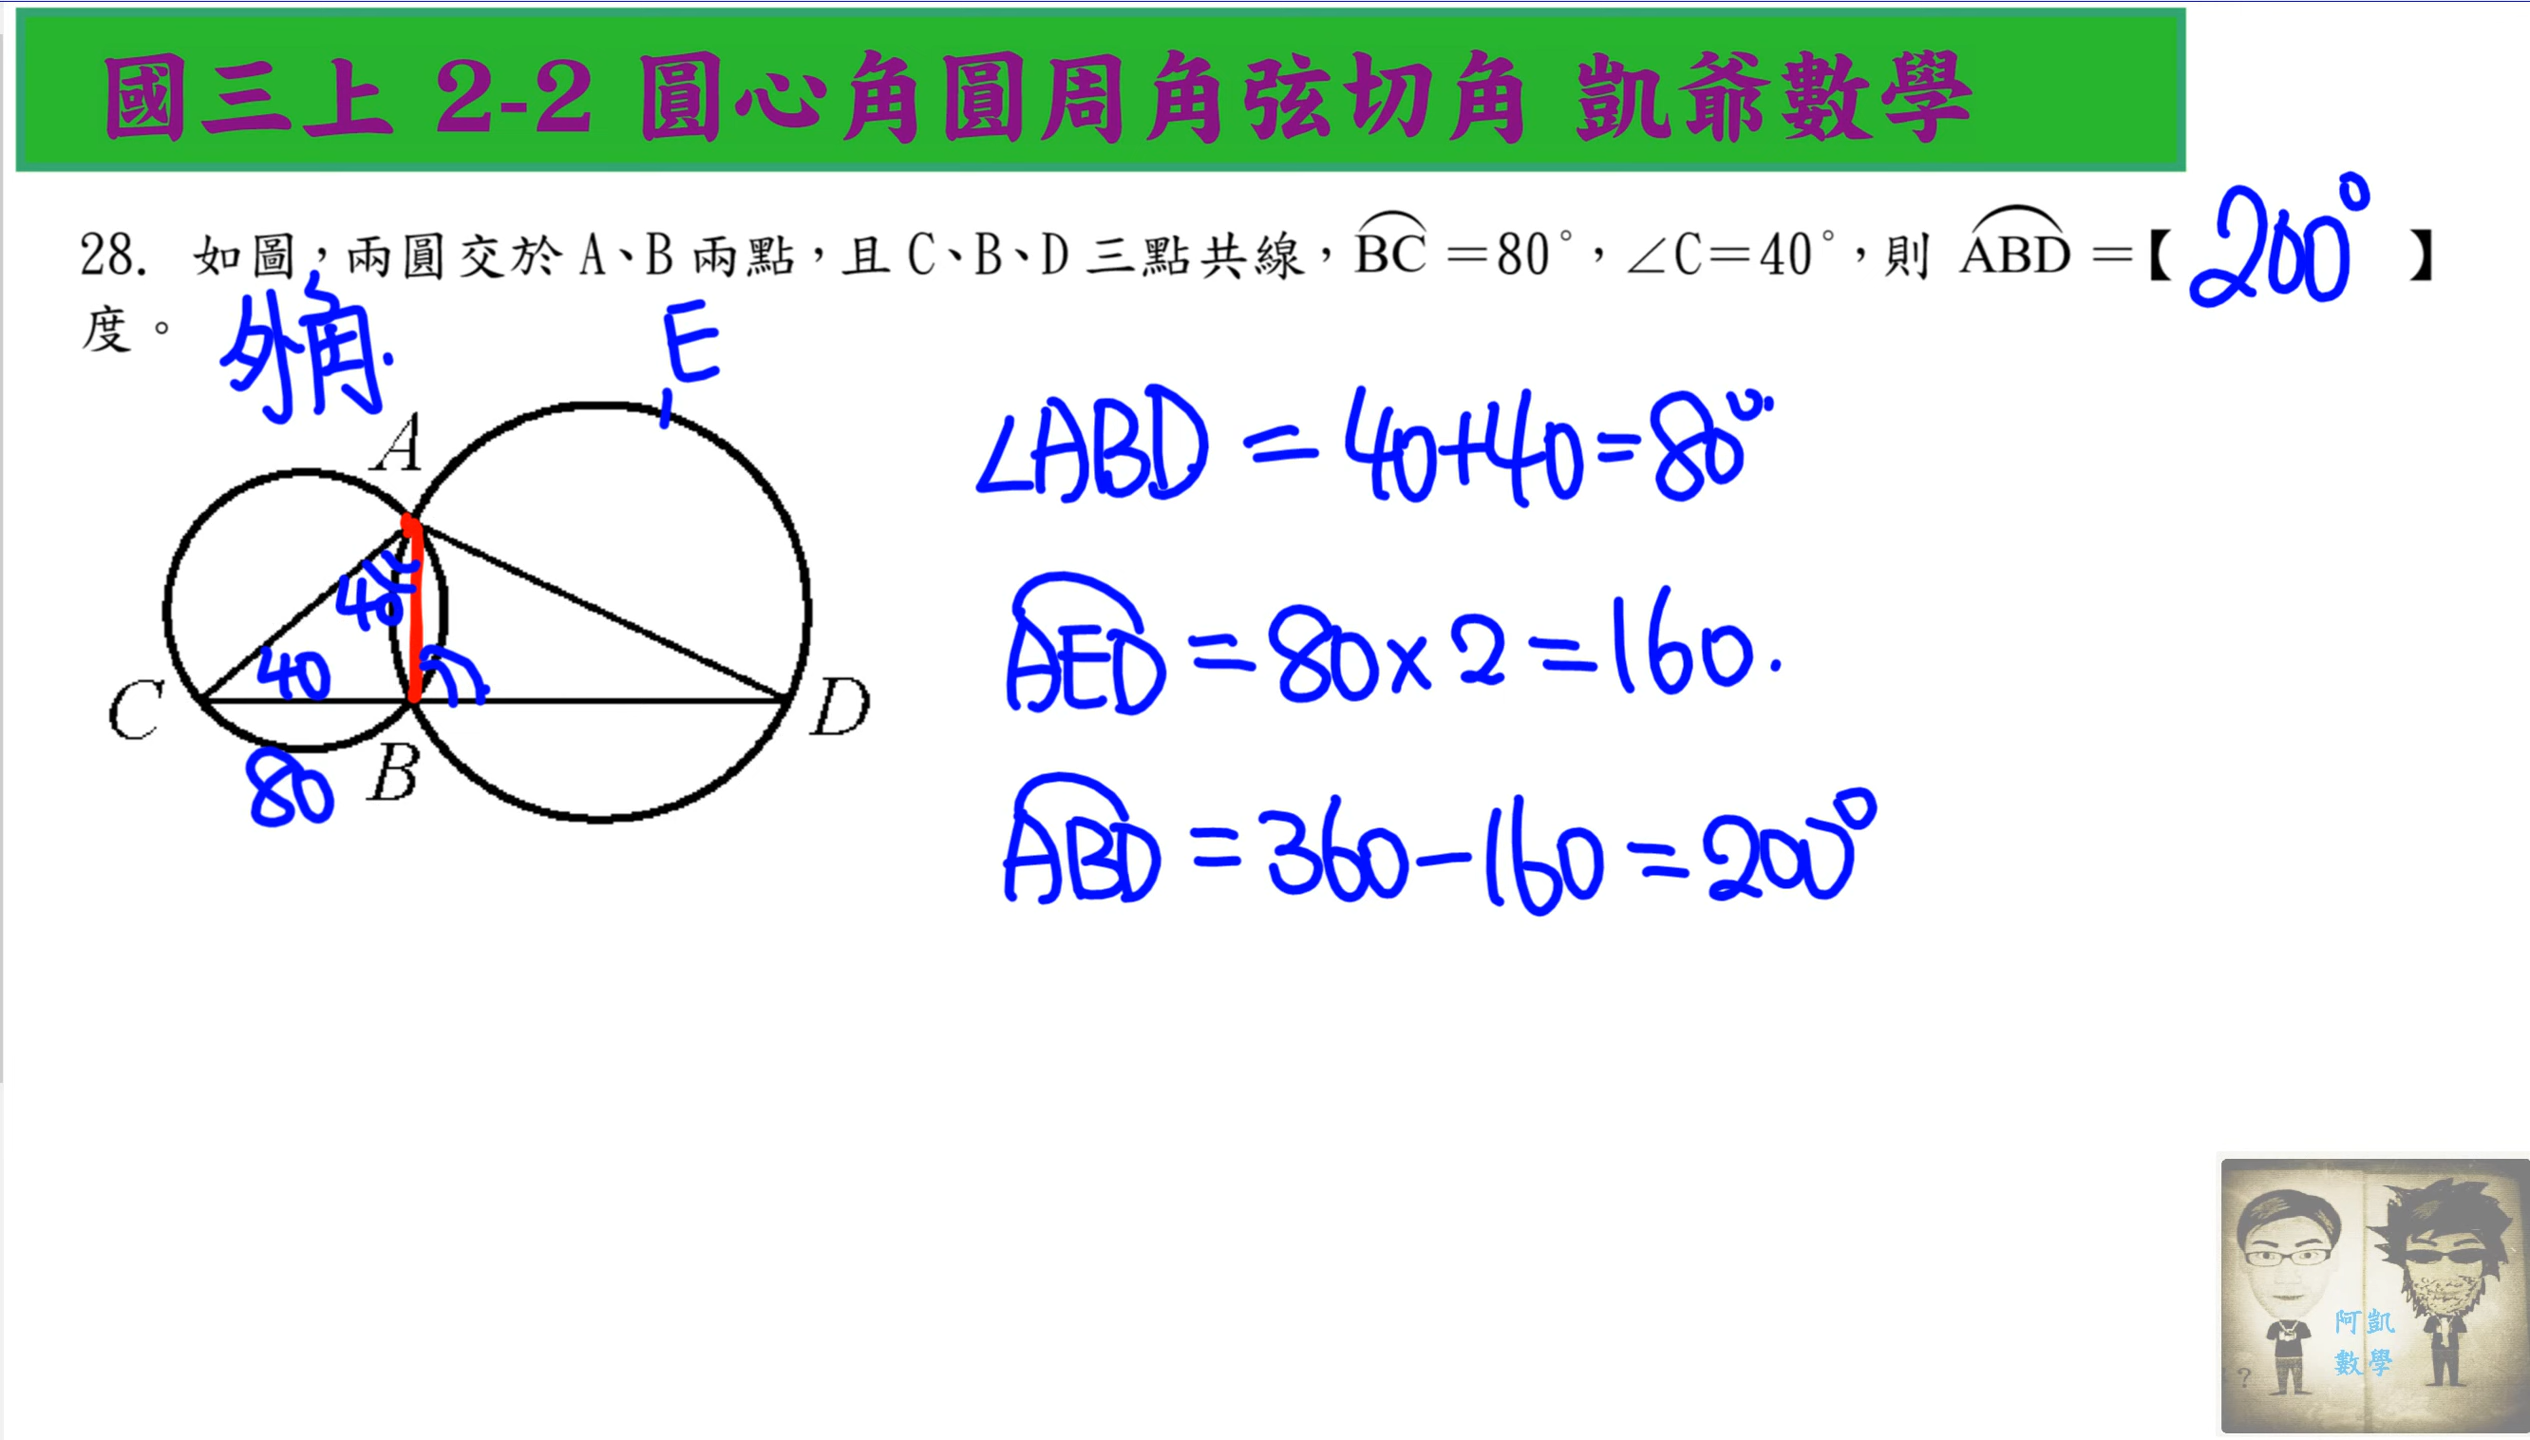 國三上 2-2 圓心角圓周角弦切角 凱爺數學
28. 如圖，兩圓交於 A、B 兩點，且 C、B、D 三點共線，BC⌒＝80°，∠C＝40°，則 ABD⌒＝【 200° 】
度。
外角.
E
A
C
B
D
40
40
80
∠ABD = 40+40=80°.
AED⌒ = 80×2=160.
ABD⌒ = 360-160=200°
阿凱
數學
?